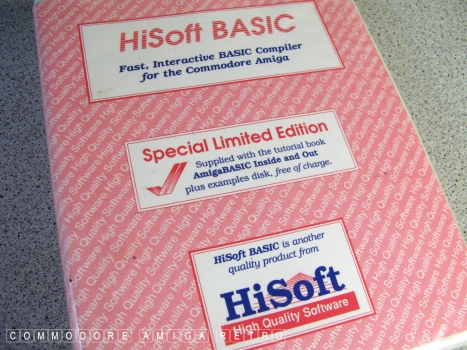 HiSoft BASIC
Fast, Interactive BASIC Compiler
for the Commodore Amiga
Special Limited Edition
Supplied with the tutorial book
AmigaBASIC Inside and Out
plus examples disk, free of charge.
HiSoft BASIC is another
quality product from
HiSoft
High Quality Software
COMMODORE AMIGA RETRO